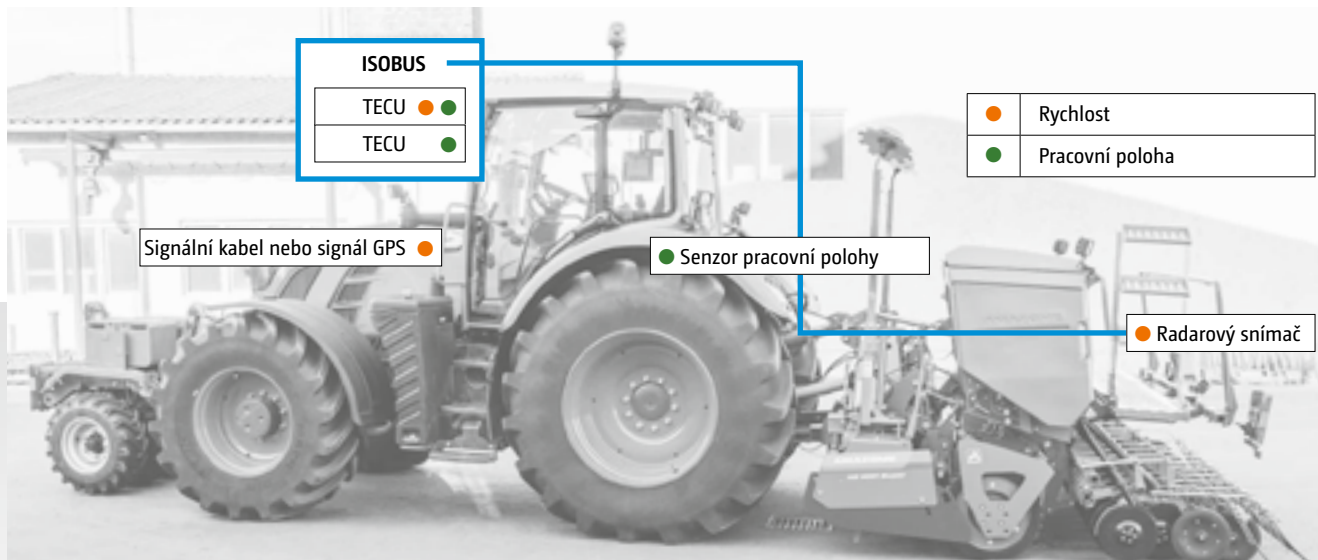 ISOBUS
TECU
TECU
Rychlost
Pracovní poloha
Signální kabel nebo signál GPS
Senzor pracovní polohy
Radarový snímač